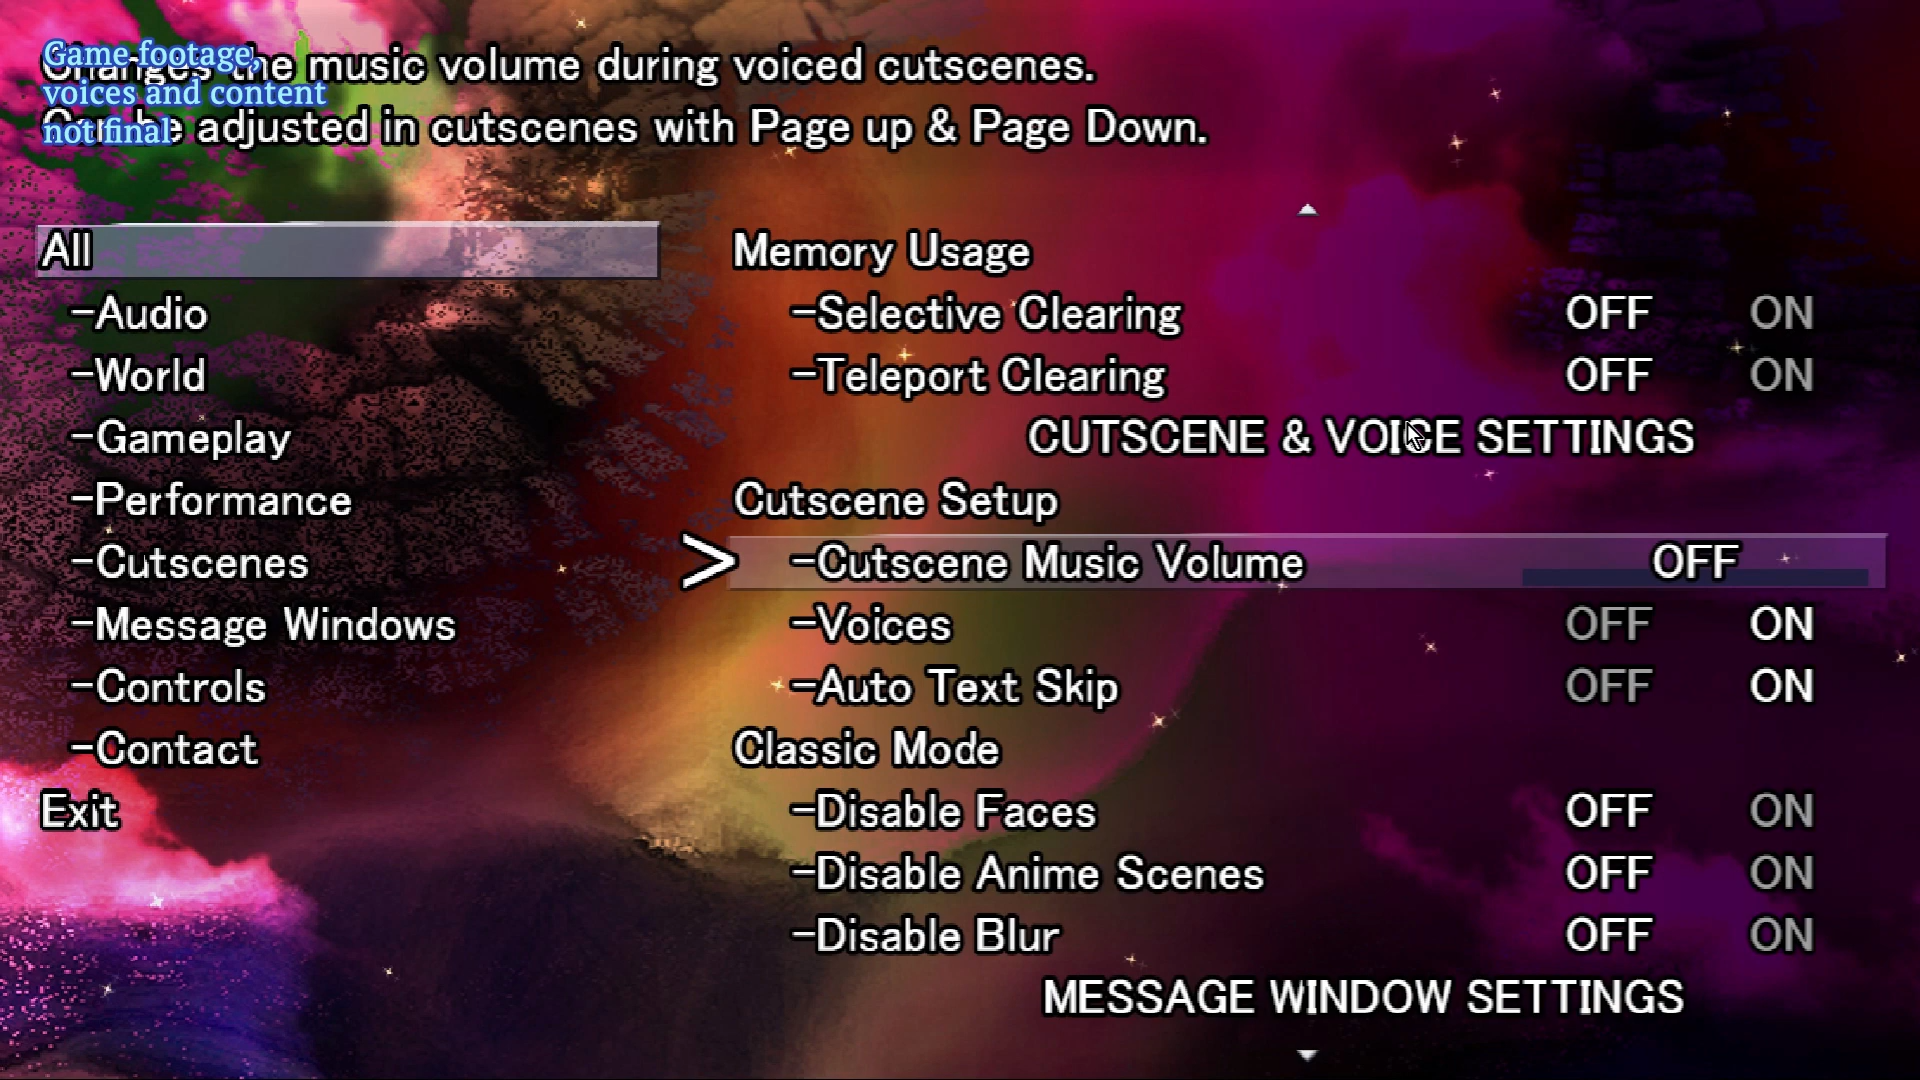 Game footage,
voices and content
not final
Changes the music volume during voiced cutscenes.
Can be adjusted in cutscenes with Page up & Page Down.
All
-Audio
-World
-Gameplay
-Performance
-Cutscenes
-Message Windows
-Controls
-Contact
Exit
Memory Usage
-Selective Clearing OFF ON
-Teleport Clearing OFF ON
CUTSCENE & VOICE SETTINGS
Cutscene Setup
> -Cutscene Music Volume OFF
-Voices OFF ON
-Auto Text Skip OFF ON
Classic Mode
-Disable Faces OFF ON
-Disable Anime Scenes OFF ON
-Disable Blur OFF ON
MESSAGE WINDOW SETTINGS